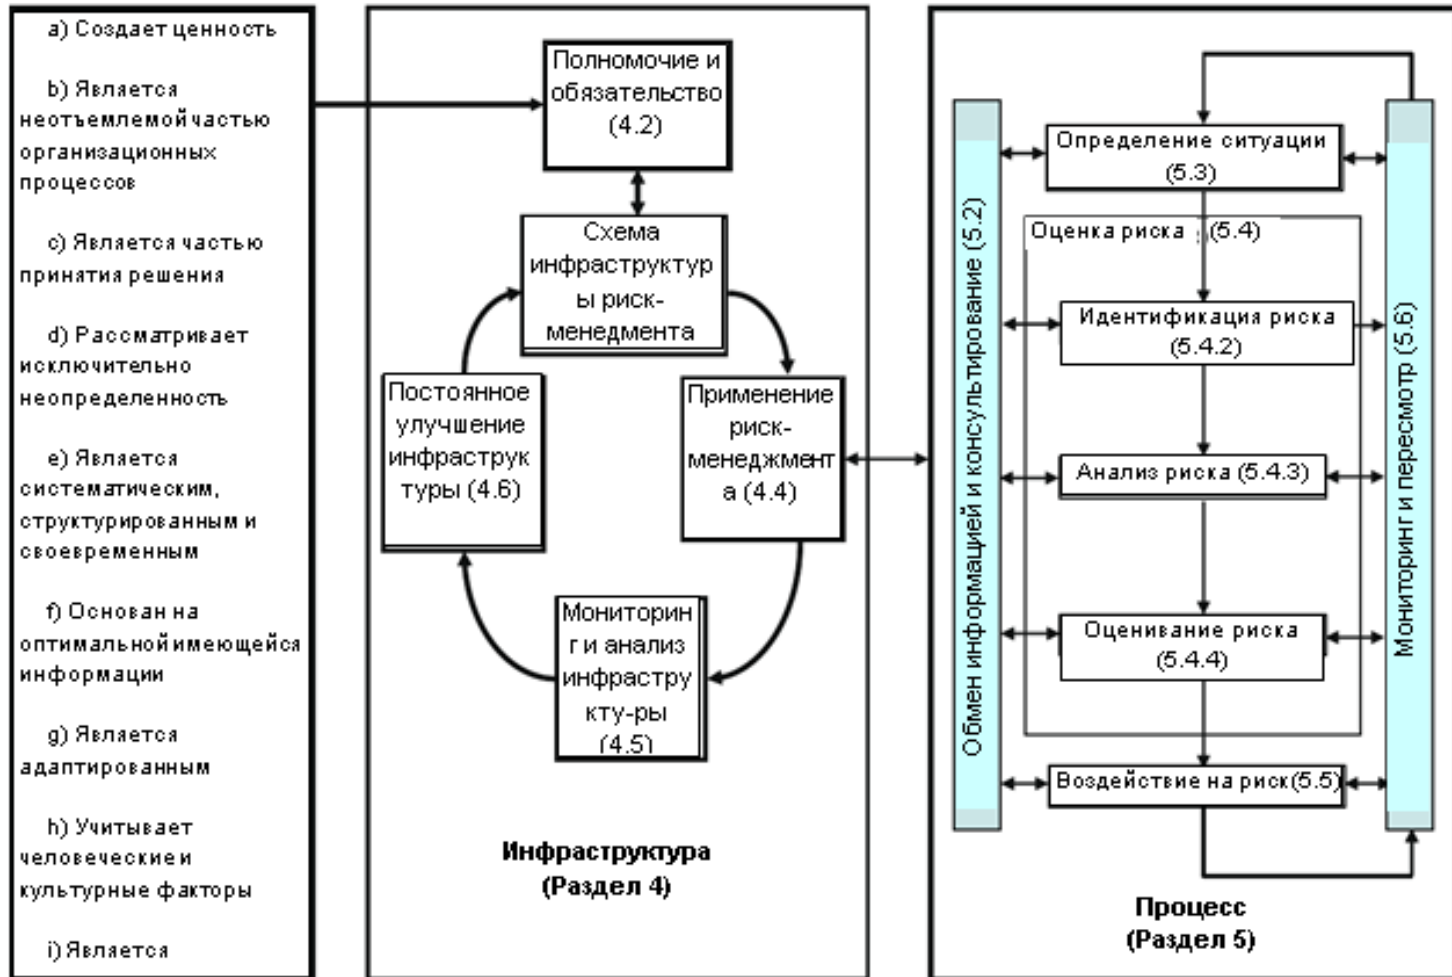 a) Создает ценность
b) Является
неотъемлемой частью
организационных
процессов
c) Является частью
принятия решения
d) Рассматривает
исключительно
неопределенность
e) Является
систематическим,
структурированным и
своевременным
f) Основан на
оптимальной имеющейся
информации
g) Является
адаптированным
h) Учитывает
человеческие и
культурные факторы
i) Является
Полномочие и
обязательство
(4.2)
Схема
инфраструктур
ы риск-
менедмента
Постоянное
улучшение
инфраструк
туры (4.6)
Применение
риск-
менеджмент
а (4.4)
Мониторин
г и анализ
инфрастру
кту-ры
(4.5)
Инфраструктура
(Раздел 4)
Обмен информацией и консультирование (5.2)
Определение ситуации
(5.3)
Оценка риска (5.4)
Идентификация риска
(5.4.2)
Анализ риска (5.4.3)
Оценивание риска
(5.4.4)
Воздействие на риск(5.5)
Мониторинг и пересмотр (5.6)
Процесс
(Раздел 5)